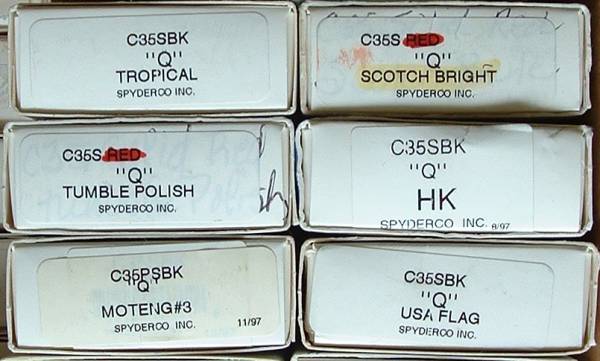 C35SBK
"Q"
TROPICAL
SPYDERCO INC.
C35S RED
"Q"
SCOTCH BRIGHT
SPYDERCO INC.
C35S RED
"Q"
TUMBLE POLISH
SPYDERCO INC.
C35SBK
"Q"
HK
SPYDERCO INC. 8/97
C35PSBK
"Q"
MOTENG#3
SPYDERCO INC. 11/97
C35SBK
"Q"
USA FLAG
SPYDERCO INC.